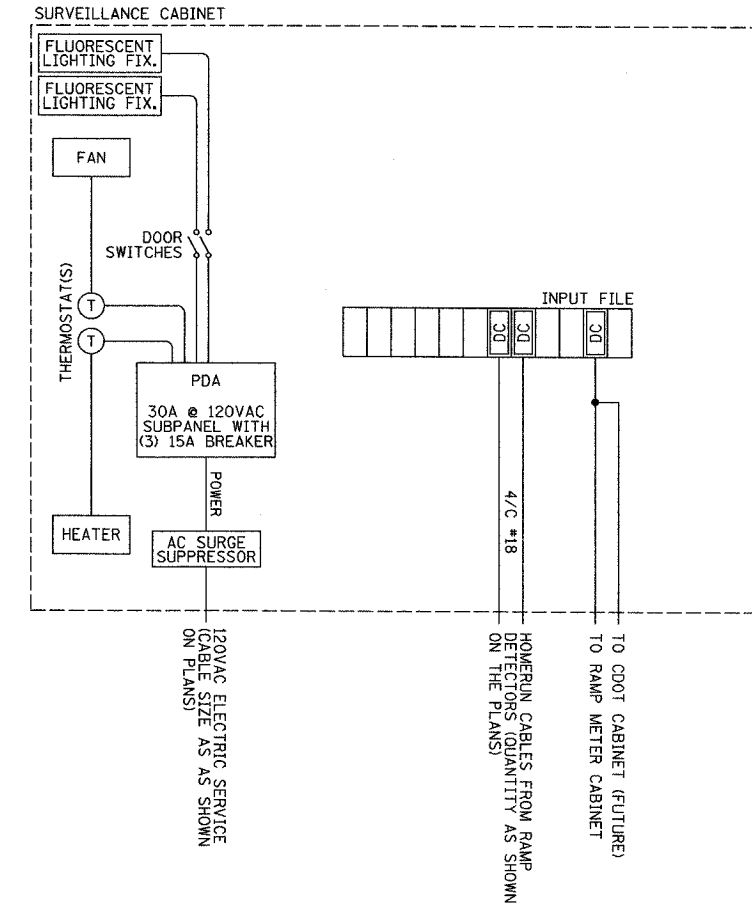 SURVEILLANCE CABINET
FLUORESCENT
LIGHTING FIX.
FLUORESCENT
LIGHTING FIX.
FAN
DOOR
SWITCHES
THERMOSTAT(S)
T
T
INPUT FILE
DC
DC
DC
PDA
30A @ 120VAC
SUBPANEL WITH
(3) 15A BREAKER
POWER
4/C #18
HEATER
AC SURGE
SUPPRESSOR
120VAC ELECTRIC SERVICE
(CABLE SIZE AS AS SHOWN
ON PLANS)
HOMERUN CABLES FROM RAMP
DETECTORS (QUANTITY AS SHOWN
ON THE PLANS)
TO RAMP METER CABINET
TO CDOT CABINET (FUTURE)